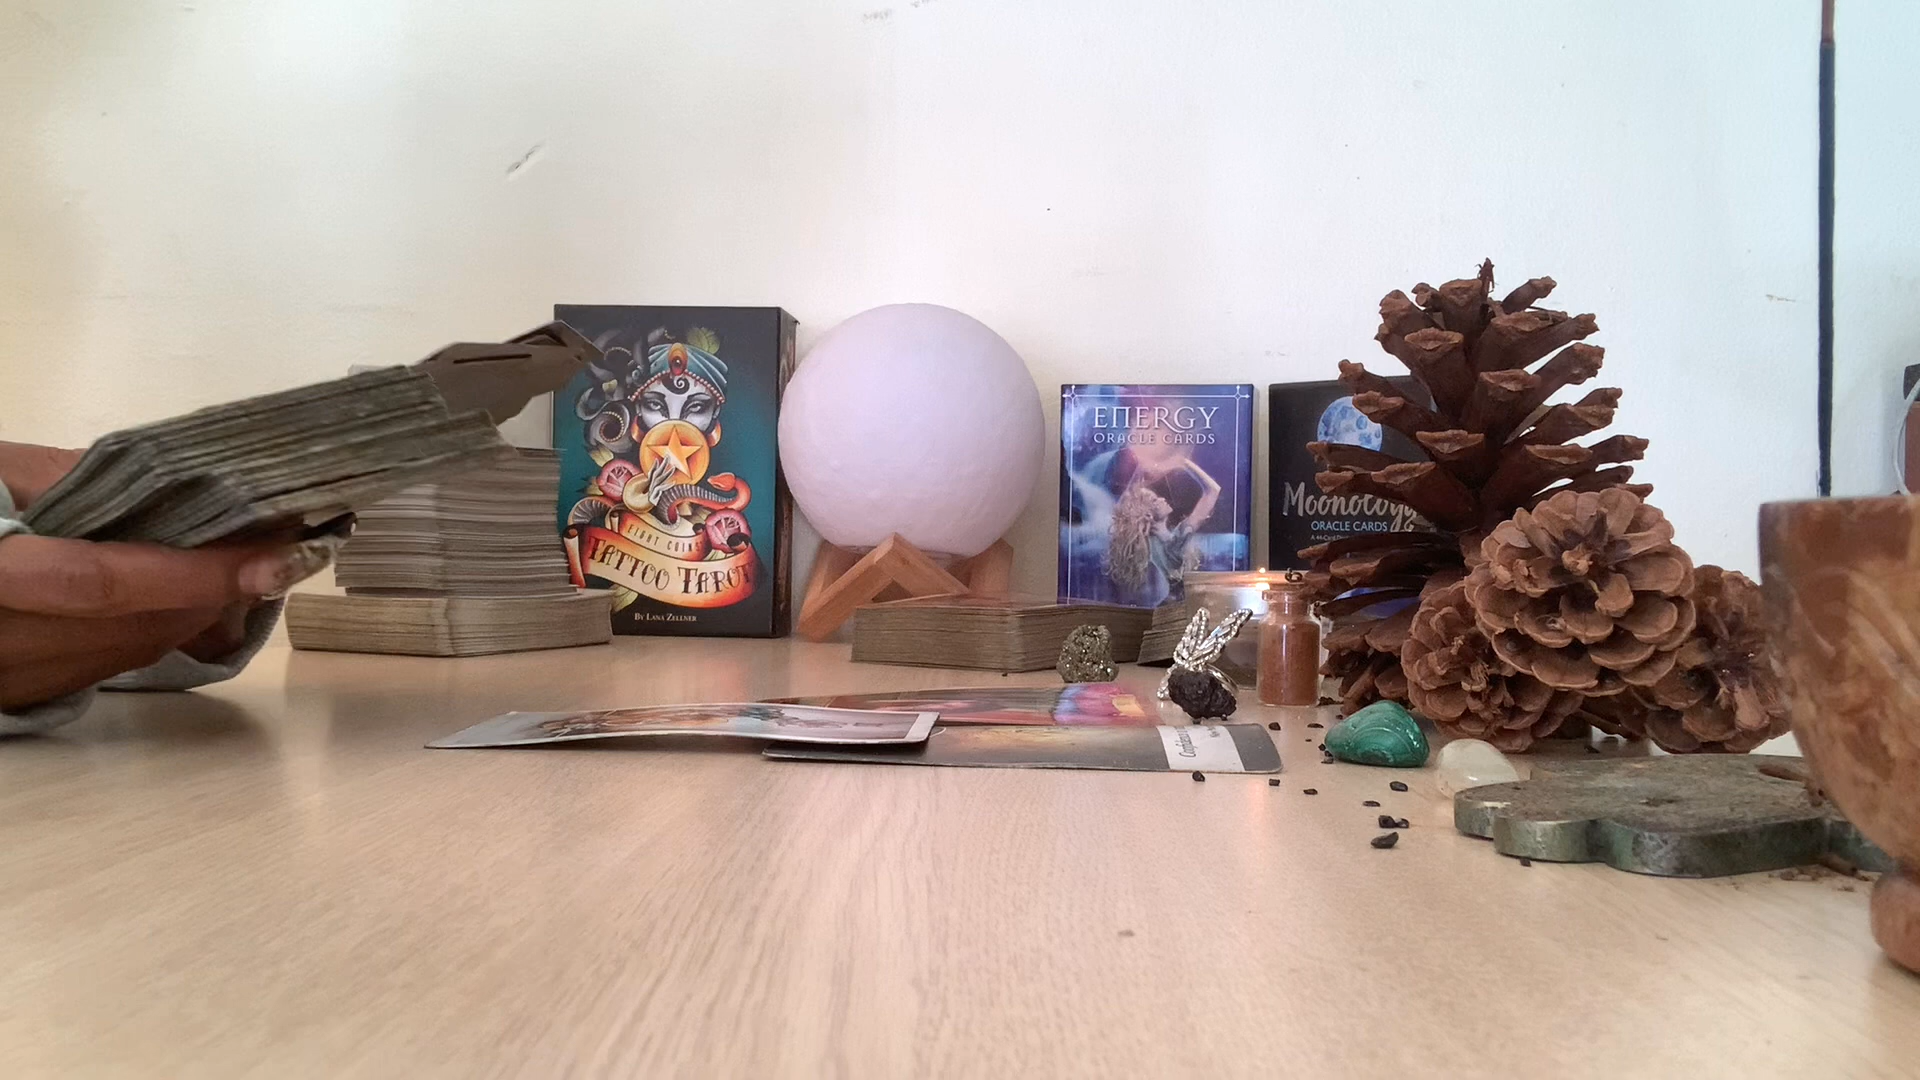 EIGHT COINS'
TATTOO TAROT
BY LANA ZELLNER
ENERGY
ORACLE CARDS
Moonology
ORACLE CARDS